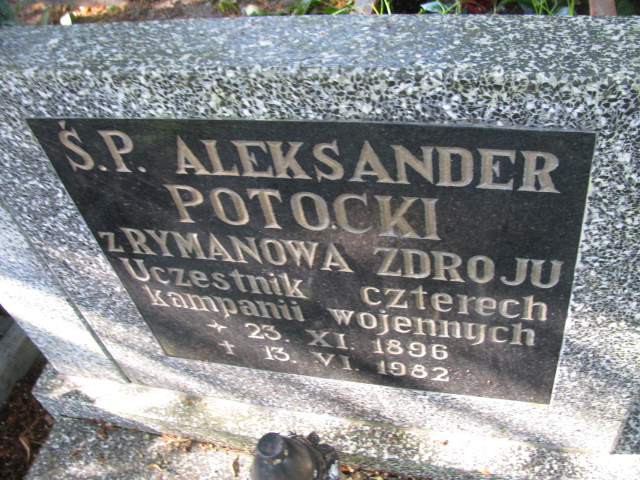 Ś.P. ALEKSANDER
POTOCKI
z RYMANOWA ZDROJU
Uczestnik czterech
kampanii wojennych
* 23. XI. 1896
† 13. VI. 1982